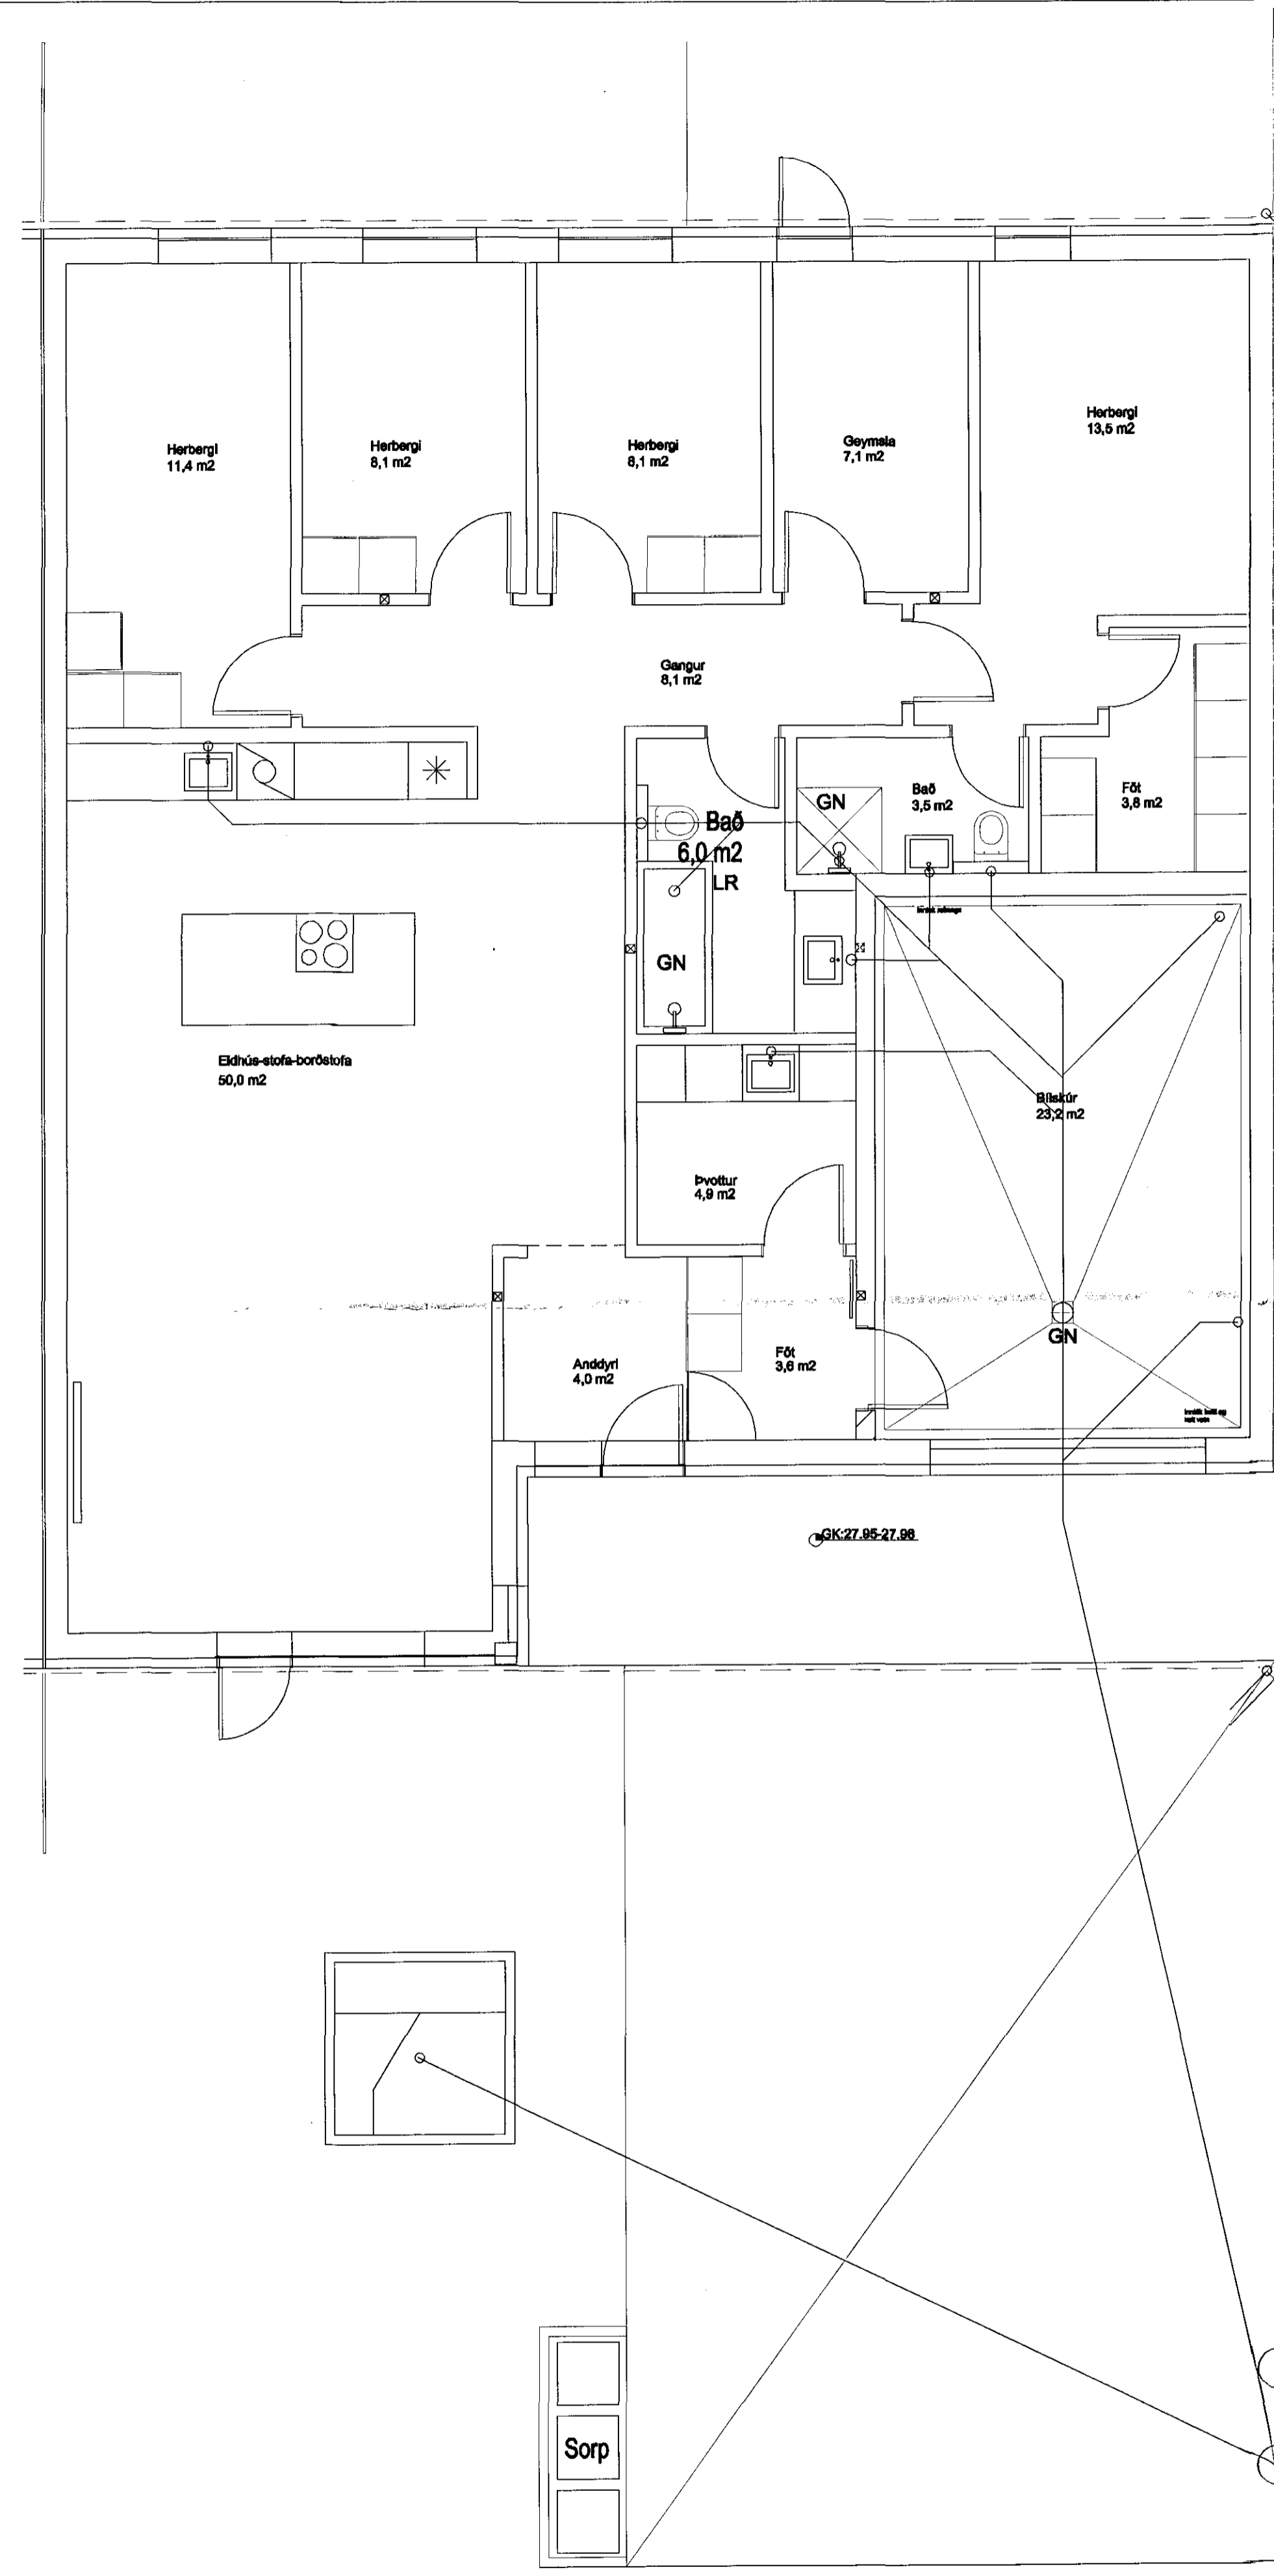 Herbergi
13,5 m2
Herbergi
11,4 m2
Herbergi
8,1 m2
Herbergi
8,1 m2
Geymsla
7,1 m2
Gangur
8,1 m2
Bað
3,5 m2
GN
Föt
3,8 m2
Bað
6,0 m2
LR
GN
Eldhús-stofa-borðstofa
50,0 m2
Bílskúr
23,2 m2
Þvottur
4,9 m2
GN
Anddyri
4,0 m2
Föt
3,6 m2
GK:27.95-27.96
Sorp